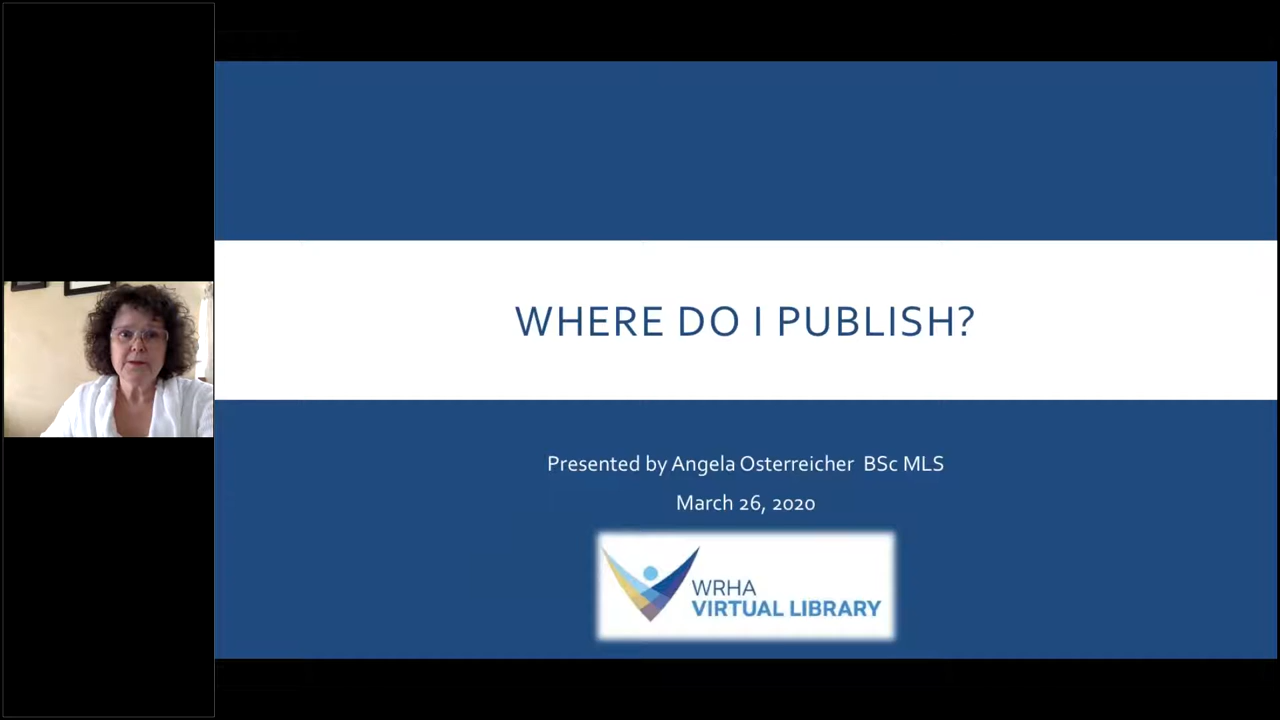 WHERE DO I PUBLISH?
Presented by Angela Osterreicher BSc MLS
March 26, 2020
WRHA
VIRTUAL LIBRARY